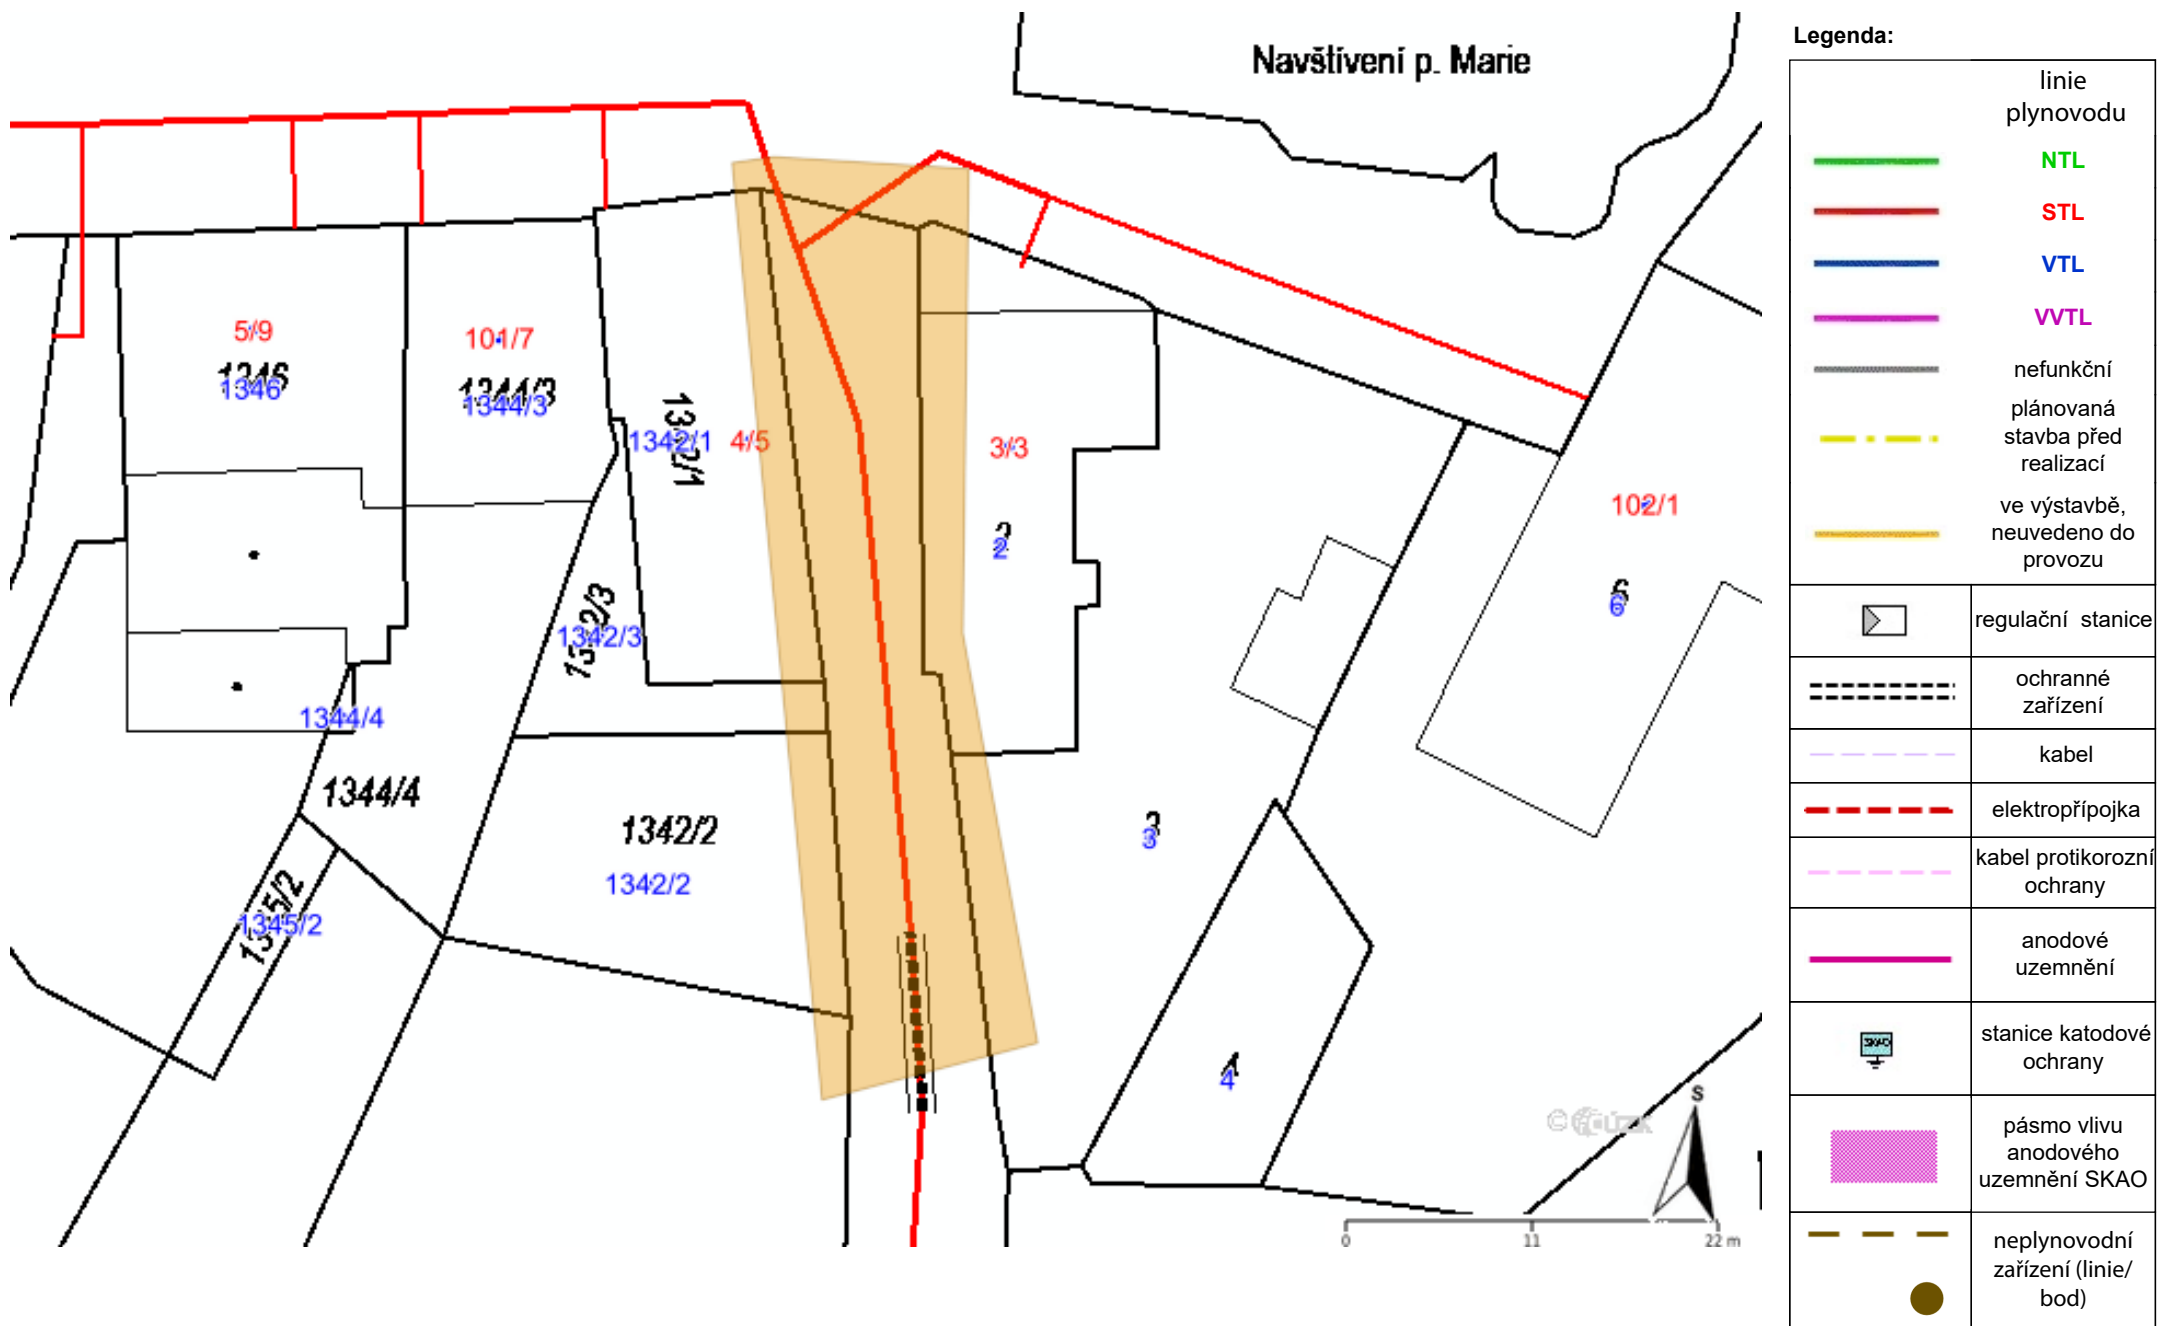 Navštívení p. Marie
5/9
1346
1346
101/7
1344/3
1344/3
1342/1
1342/1
4/5
3/3
2
2
102/1
6
6
1342/3
1342/3
1344/4
1344/4
1342/2
1342/2
3
3
1345/2
1345/2
4
4
©
S
0
11
22 m
Legenda:
linie
plynovodu
NTL
STL
VTL
VVTL
nefunkční
plánovaná
stavba před
realizací
ve výstavbě,
neuvedeno do
provozu
regulační stanice
ochranné
zařízení
kabel
elektropřípojka
kabel protikorozní
ochrany
anodové
uzemnění
SKAO
stanice katodové
ochrany
pásmo vlivu
anodového
uzemnění SKAO
neplynovodní
zařízení (linie/
bod)